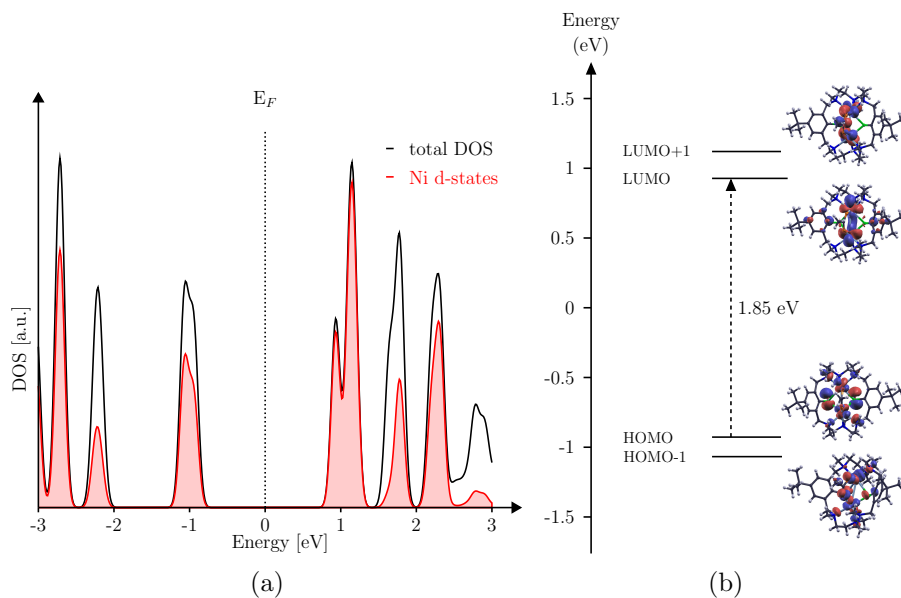 E_F
total DOS
Ni d-states
DOS [a.u.]
-3 -2 -1 0 1 2 3
Energy [eV]
(a)
Energy
(eV)
1.5
1
0.5
0
-0.5
-1
-1.5
LUMO+1
LUMO
1.85 eV
HOMO
HOMO-1
(b)